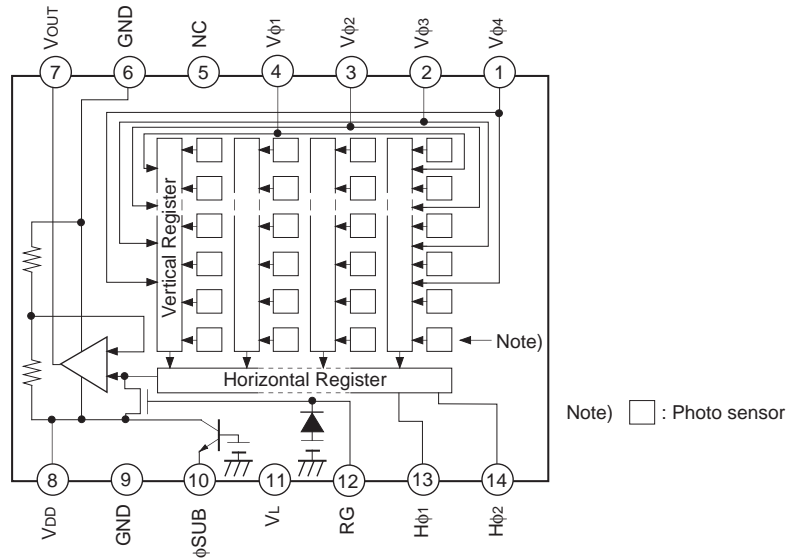 VOUT
GND
NC
Vϕ1
Vϕ2
Vϕ3
Vϕ4
7
6
5
4
3
2
1
Vertical Register
Note)
Horizontal Register
Note) : Photo sensor
8
9
10
11
12
13
14
VDD
GND
ϕSUB
VL
RG
Hϕ1
Hϕ2